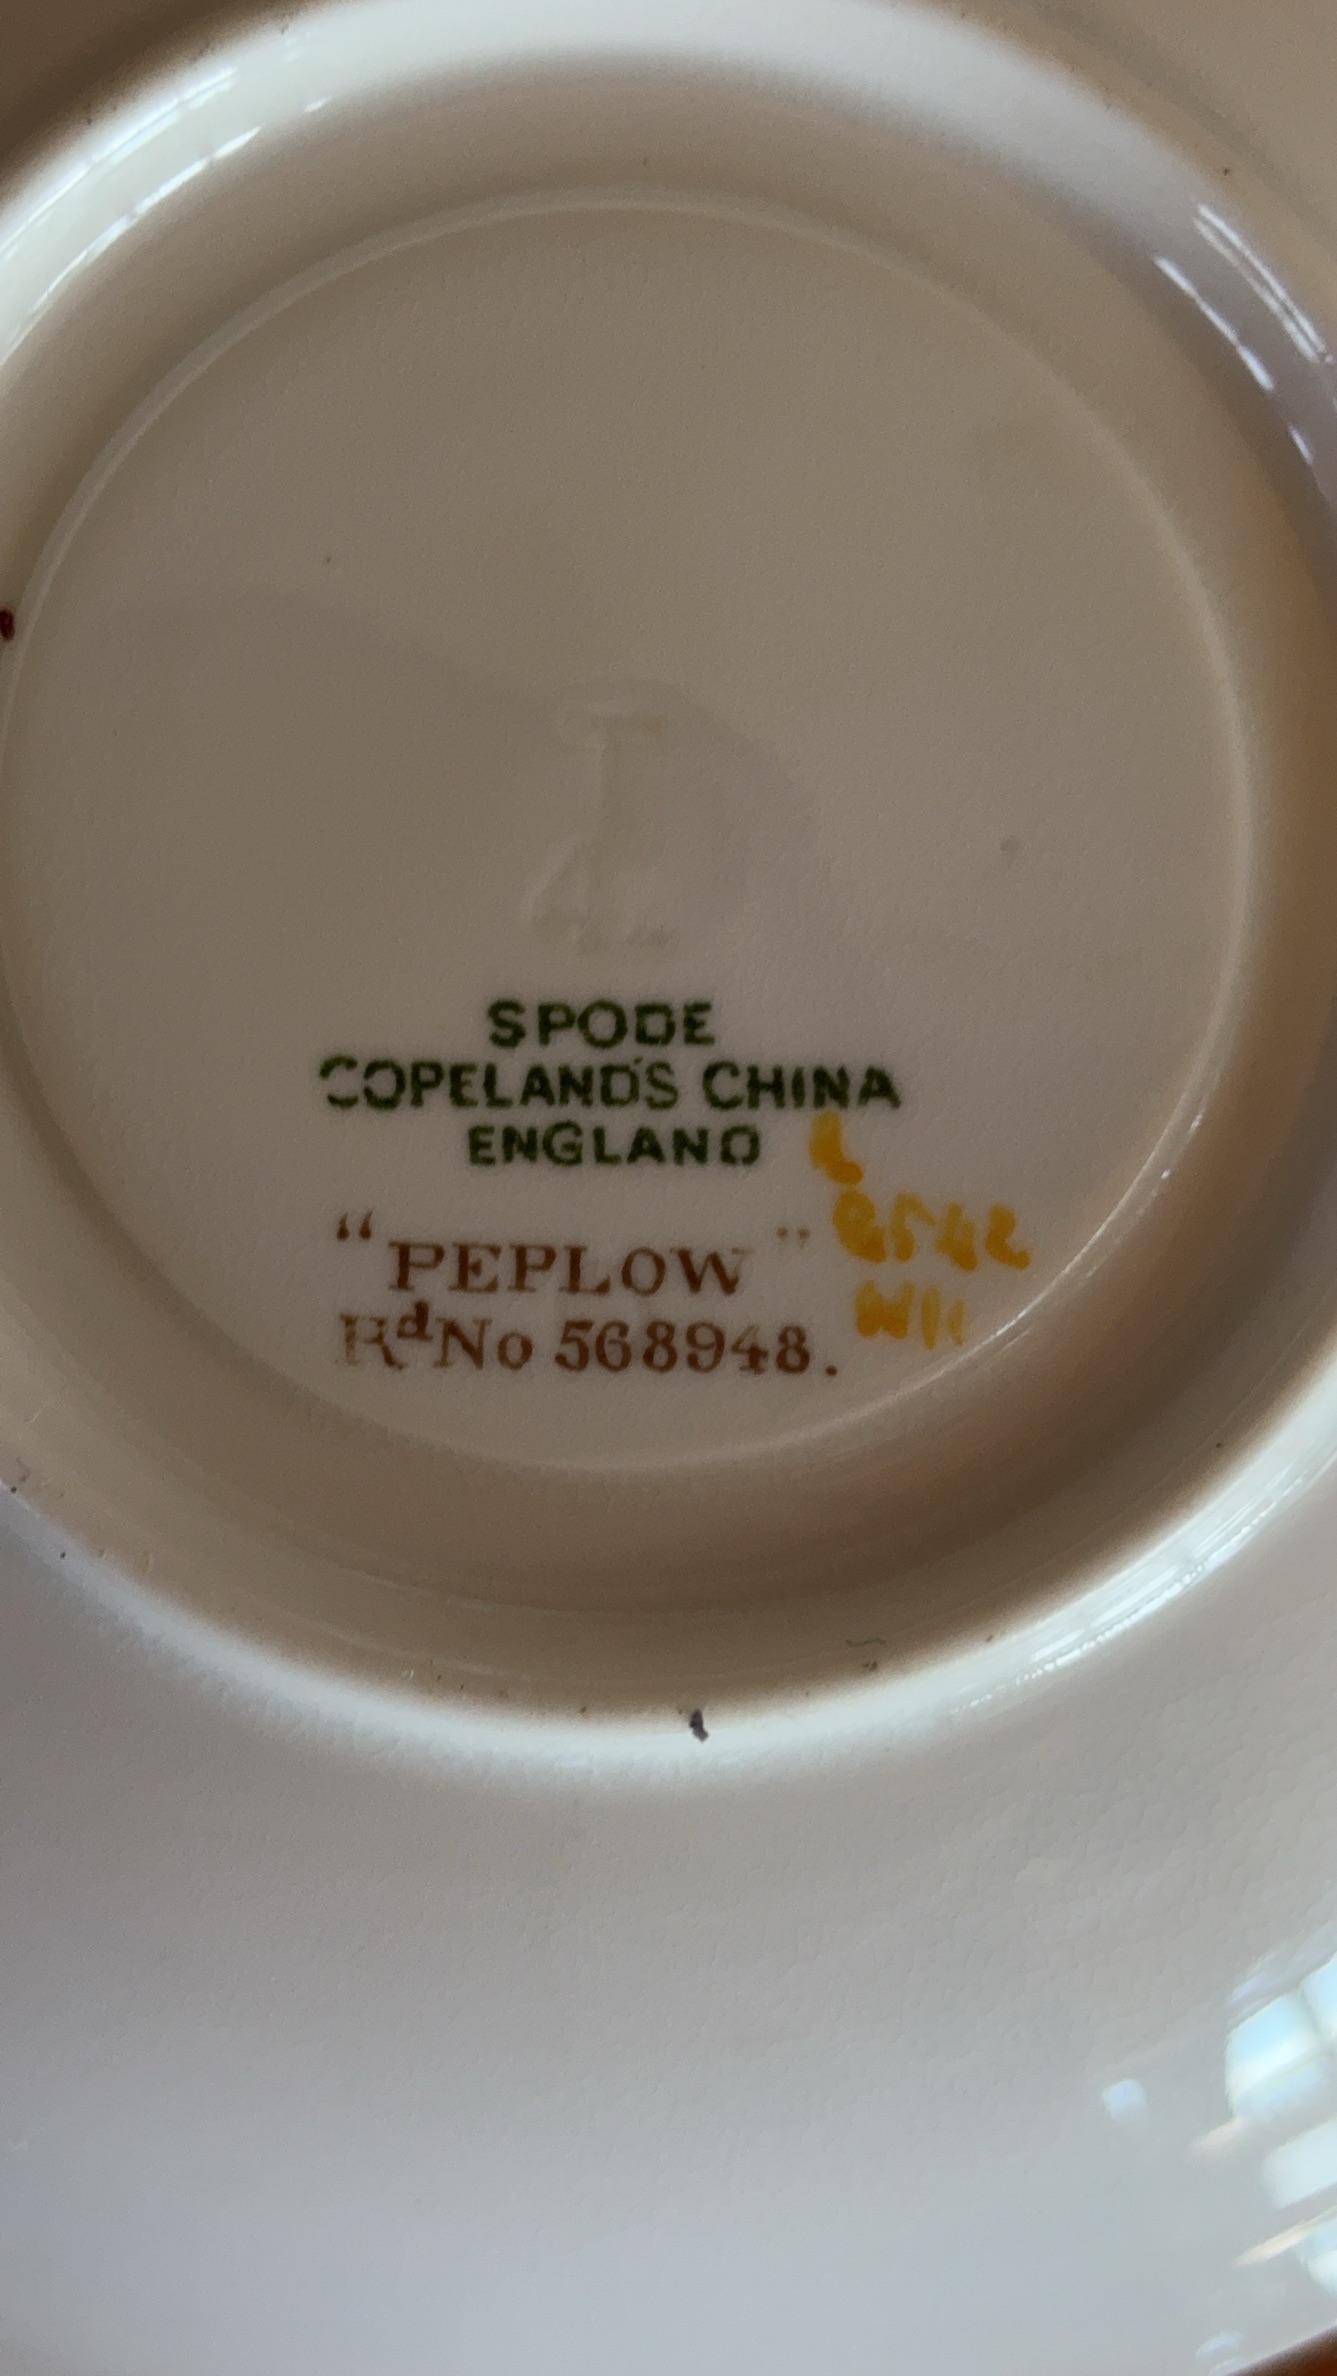 SPODE
COPELAND'S CHINA
ENGLAND
"PEPLOW"
RdNo 568948.